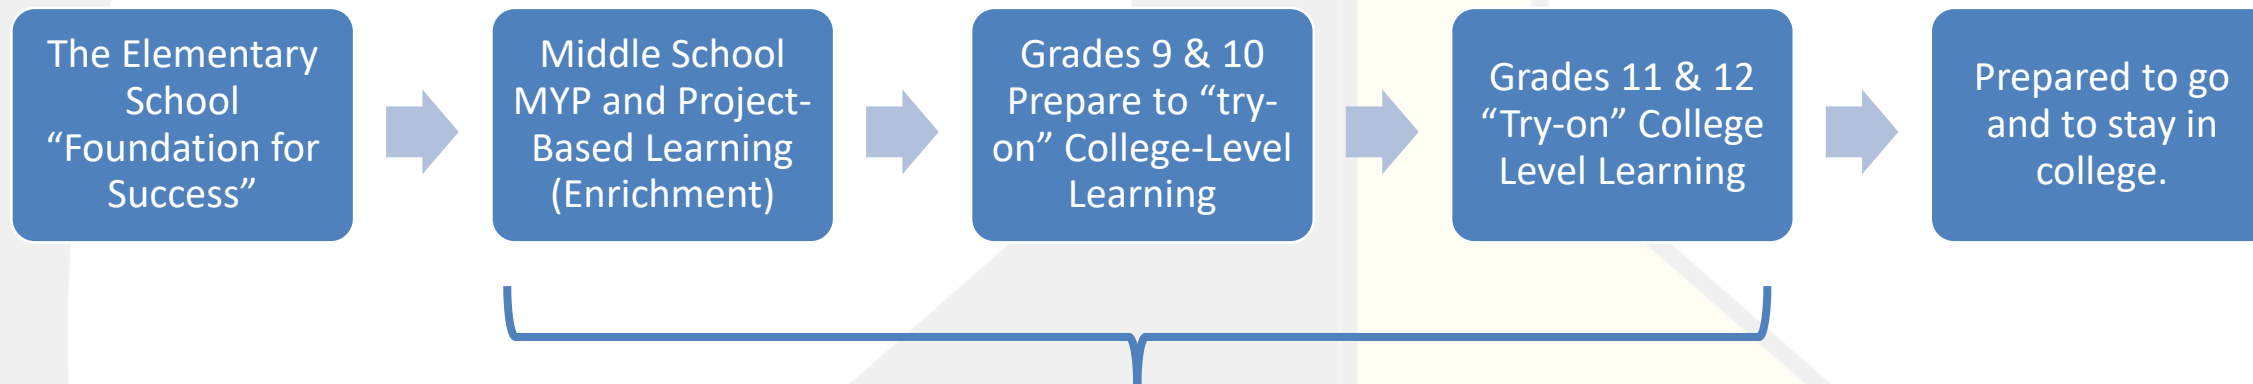 The Elementary
School
“Foundation for
Success”
Middle School
MYP and Project-
Based Learning
(Enrichment)
Grades 9 & 10
Prepare to “try-
on” College-Level
Learning
Grades 11 & 12
“Try-on” College
Level Learning
Prepared to go
and to stay in
college.